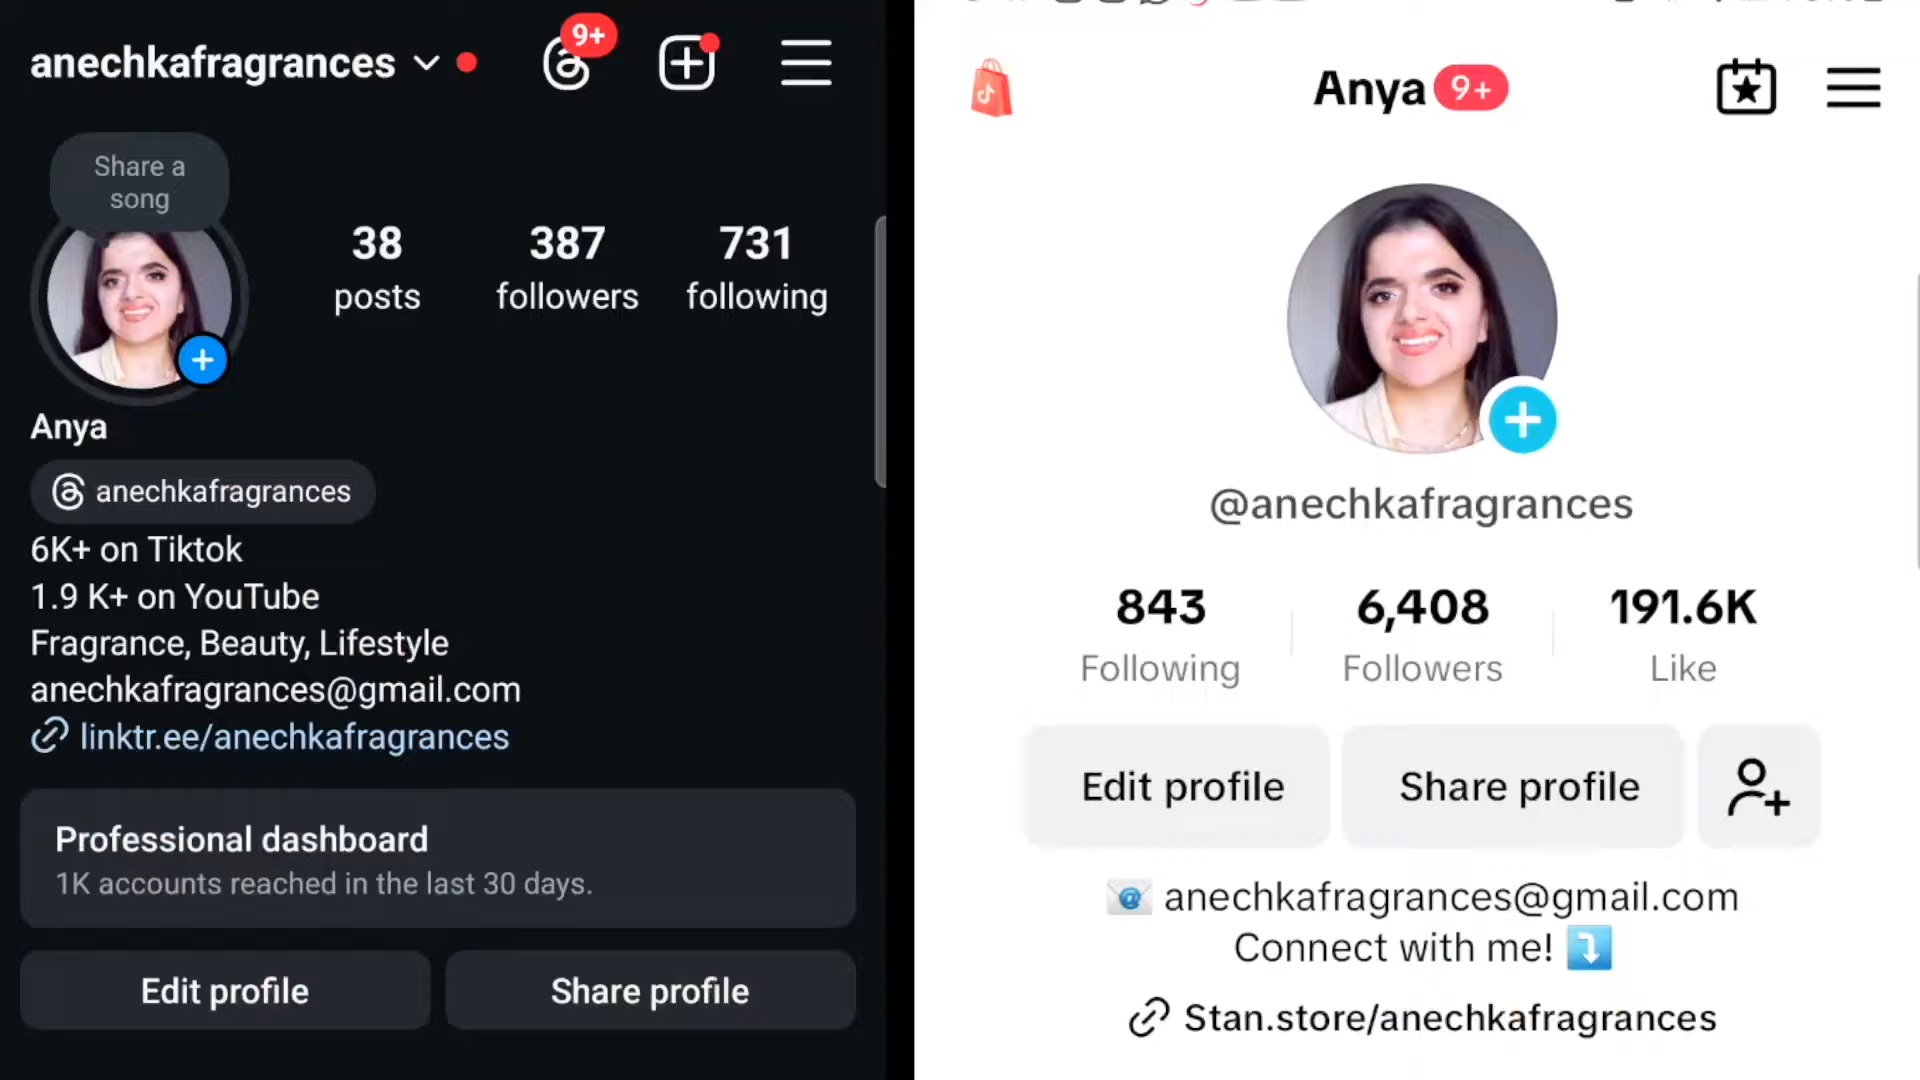 anechkafragrances
9+
Share a
song
38
posts
387
followers
731
following
Anya
anechkafragrances
6K+ on Tiktok
1.9 K+ on YouTube
Fragrance, Beauty, Lifestyle
anechkafragrances@gmail.com
linktr.ee/anechkafragrances
Professional dashboard
1K accounts reached in the last 30 days.
Edit profile
Share profile
Anya 9+
@anechkafragrances
843
Following
6,408
Followers
191.6K
Like
Edit profile
Share profile
anechkafragrances@gmail.com
Connect with me!
Stan.store/anechkafragrances